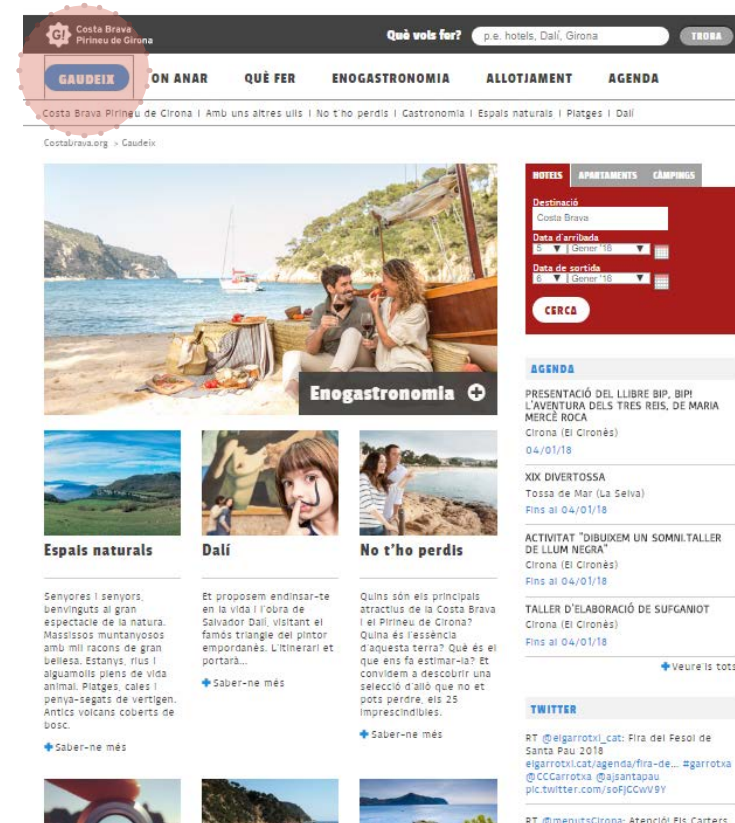 Costa Brava
Pirineu de Girona
Què vols fer?
p.e. hotels, Dalí, Girona
TROBA
GAUDEIX
ON ANAR
QUÈ FER
ENOGASTRONOMIA
ALLOTJAMENT
AGENDA
Costa Brava Pirineu de Girona | Amb uns altres ulls | No t'ho perdis | Gastronomia | Espais naturals | Platges | Dalí
Costabrava.org > Gaudeix
Enogastronomia
HOTELS
APARTAMENTS
CÀMPINGS
Destinació
Costa Brava
Data d'arribada
5 ▼ | Gener '18 ▼
Data de sortida
6 ▼ | Gener '18 ▼
CERCA
Espais naturals
Senyores i senyors,
benvinguts al gran
espectacle de la natura.
Massissos muntanyosos
amb mil racons de gran
bellesa. Estanys, rius i
aiguamolls plens de vida
animal. Platges, cales i
penya-segats de vertigen.
Antics volcans coberts de
bosc.
Saber-ne més
Dalí
Et proposem endinsar-te
en la vida i l'obra de
Salvador Dalí, visitant el
famós triangle del pintor
empordanès. L'itinerari et
portarà...
Saber-ne més
No t'ho perdis
Quins són els principals
atractius de la Costa Brava
i el Pirineu de Girona?
Quina és l'essència
d'aquesta terra? Què és el
que ens fa estimar-la? Et
convidem a descobrir una
selecció d'allò que no et
pots perdre, els 25
imprescindibles.
Saber-ne més
AGENDA
PRESENTACIÓ DEL LLIBRE BIP, BIP!
L'AVENTURA DELS TRES REIS, DE MARIA
MERCÈ ROCA
Girona (El Gironès)
04/01/18
XIX DIVERTOSSA
Tossa de Mar (La Selva)
Fins al 04/01/18
ACTIVITAT "DIBUIXEM UN SOMNI.TALLER
DE LLUM NEGRA"
Girona (El Gironès)
Fins al 04/01/18
TALLER D'ELABORACIÓ DE SUFGANIOT
Girona (El Gironès)
Fins al 04/01/18
Veure'ls tots
TWITTER
RT @elgarrotxi_cat: Fira del Fesol de
Santa Pau 2018
elgarrotxi.cat/agenda/fira-de... #garrotxa
@CCGarrotxa @ajsantapau
pic.twitter.com/soFjGCwV9Y
RT @menutsGirona: Atenció! Els Carters